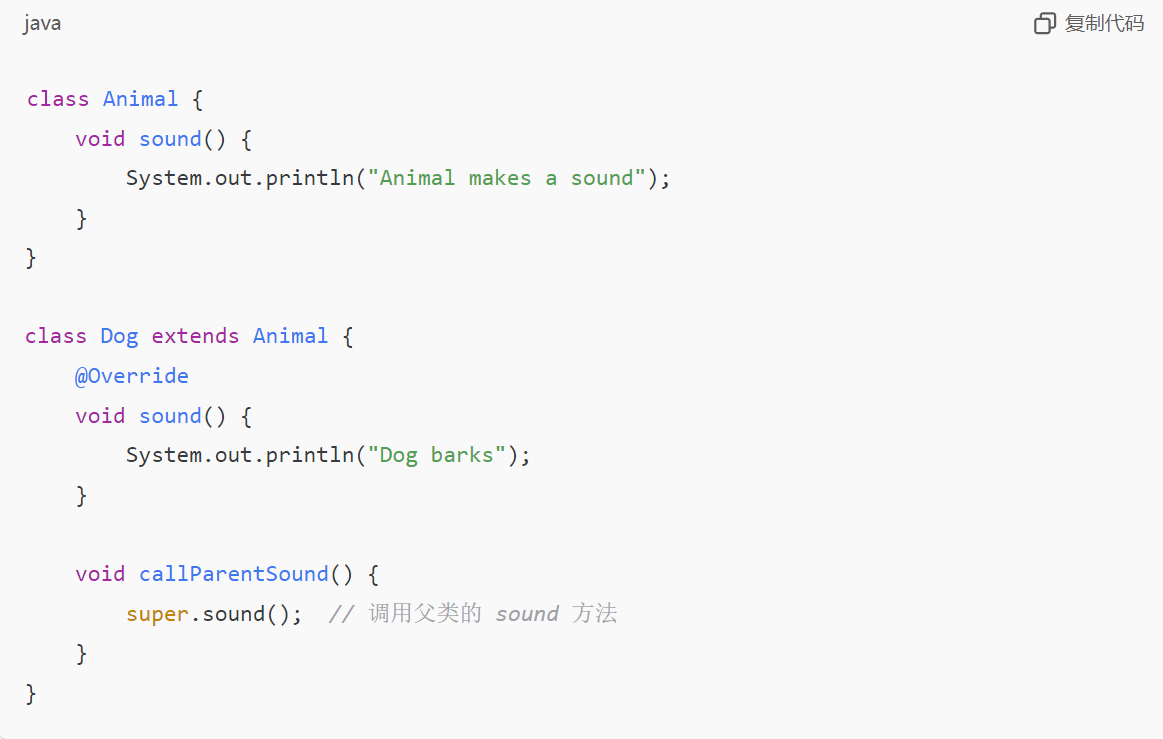 java
复制代码
class Animal {
    void sound() {
        System.out.println("Animal makes a sound");
    }
}
class Dog extends Animal {
    @Override
    void sound() {
        System.out.println("Dog barks");
    }
    void callParentSound() {
        super.sound();  // 调用父类的 sound 方法
    }
}